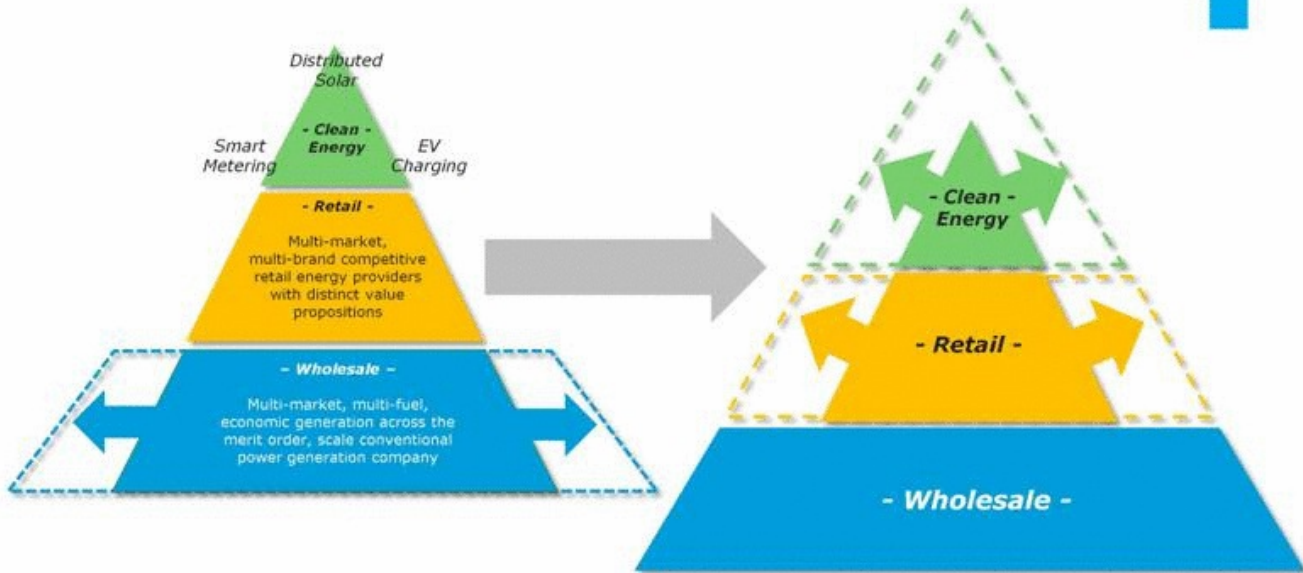 Distributed
Solar
- Clean -
Energy
Smart
Metering
EV
Charging
- Retail -
Multi-market,
multi-brand competitive
retail energy providers
with distinct value
propositions
- Wholesale -
Multi-market, multi-fuel,
economic generation across the
merit order, scale conventional
power generation company
- Clean -
Energy
- Retail -
- Wholesale -